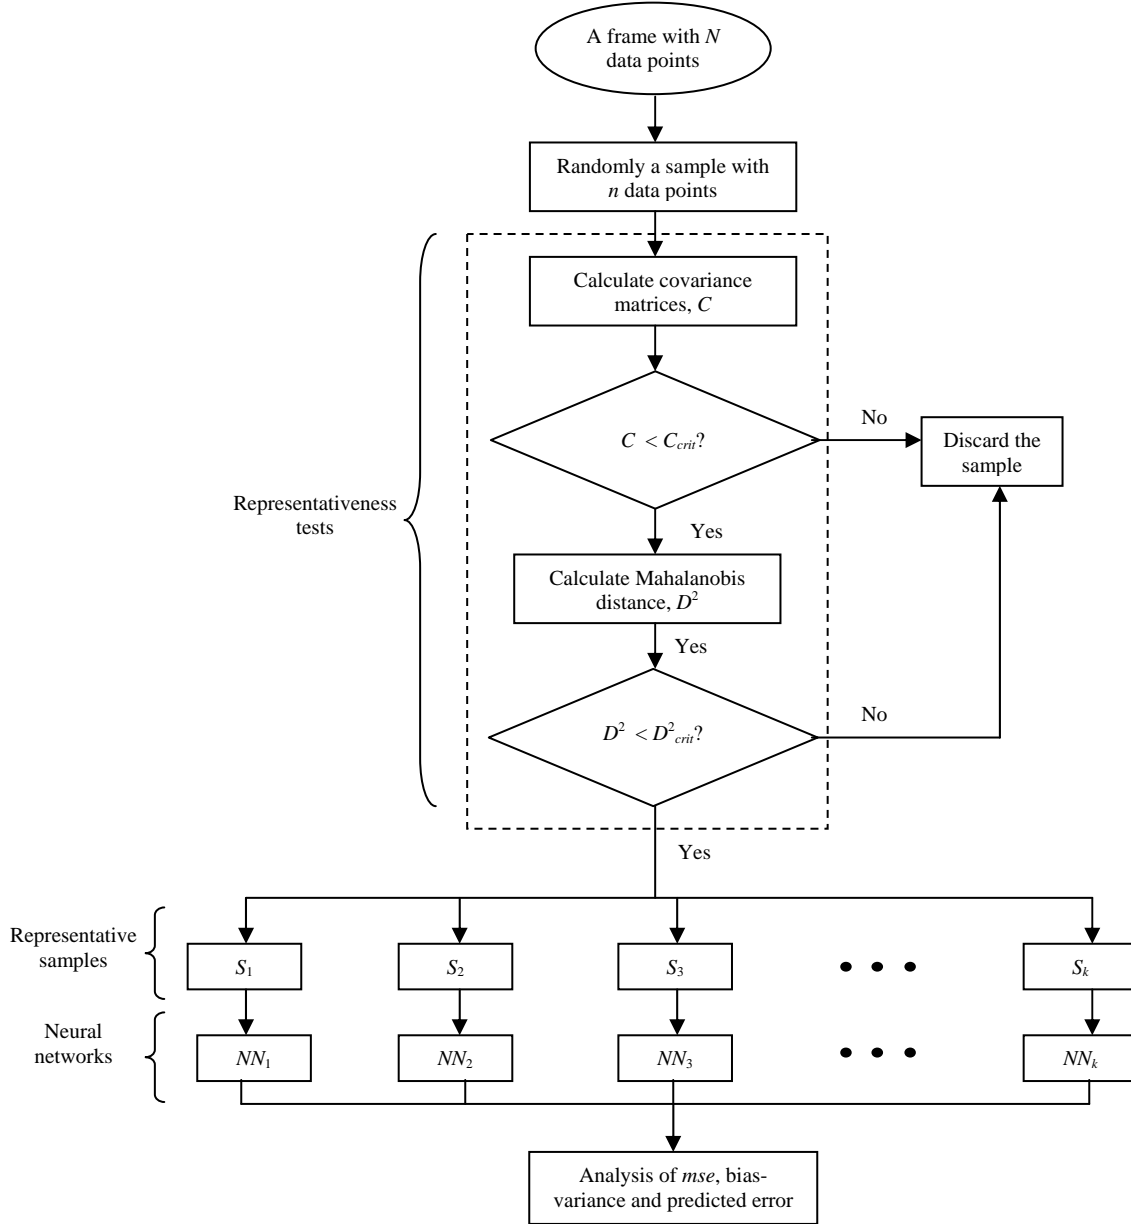 A frame with N
data points
Randomly a sample with
n data points
Calculate covariance
matrices, C
C < C_crit?
No
Discard the
sample
Representativeness
tests
Yes
Calculate Mahalanobis
distance, D²
Yes
D² < D²_crit?
No
Yes
Representative
samples
S₁
S₂
S₃
• • •
Sₖ
Neural
networks
NN₁
NN₂
NN₃
• • •
NNₖ
Analysis of mse, bias-
variance and predicted error